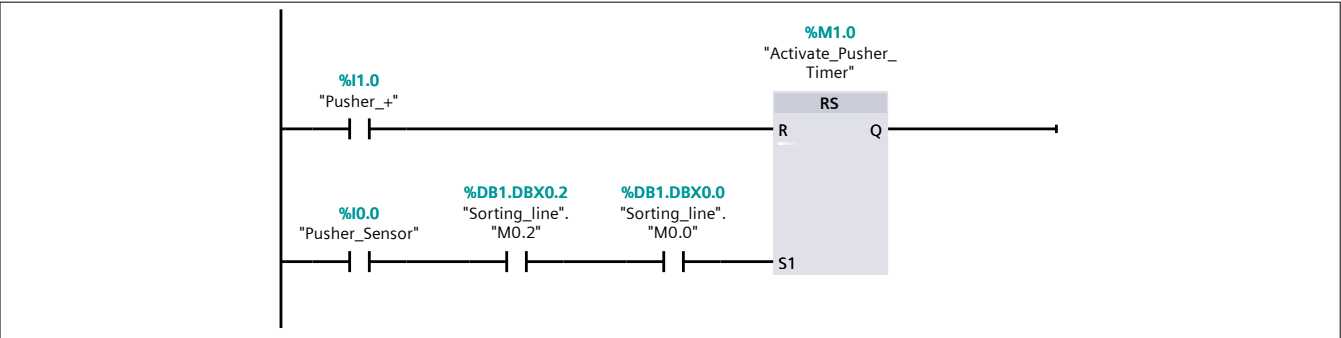 %M1.0
"Activate_Pusher_
Timer"
%I1.0
"Pusher_+"
RS
R Q
%I0.0
"Pusher_Sensor"
%DB1.DBX0.2
"Sorting_line".
"M0.2"
%DB1.DBX0.0
"Sorting_line".
"M0.0"
S1